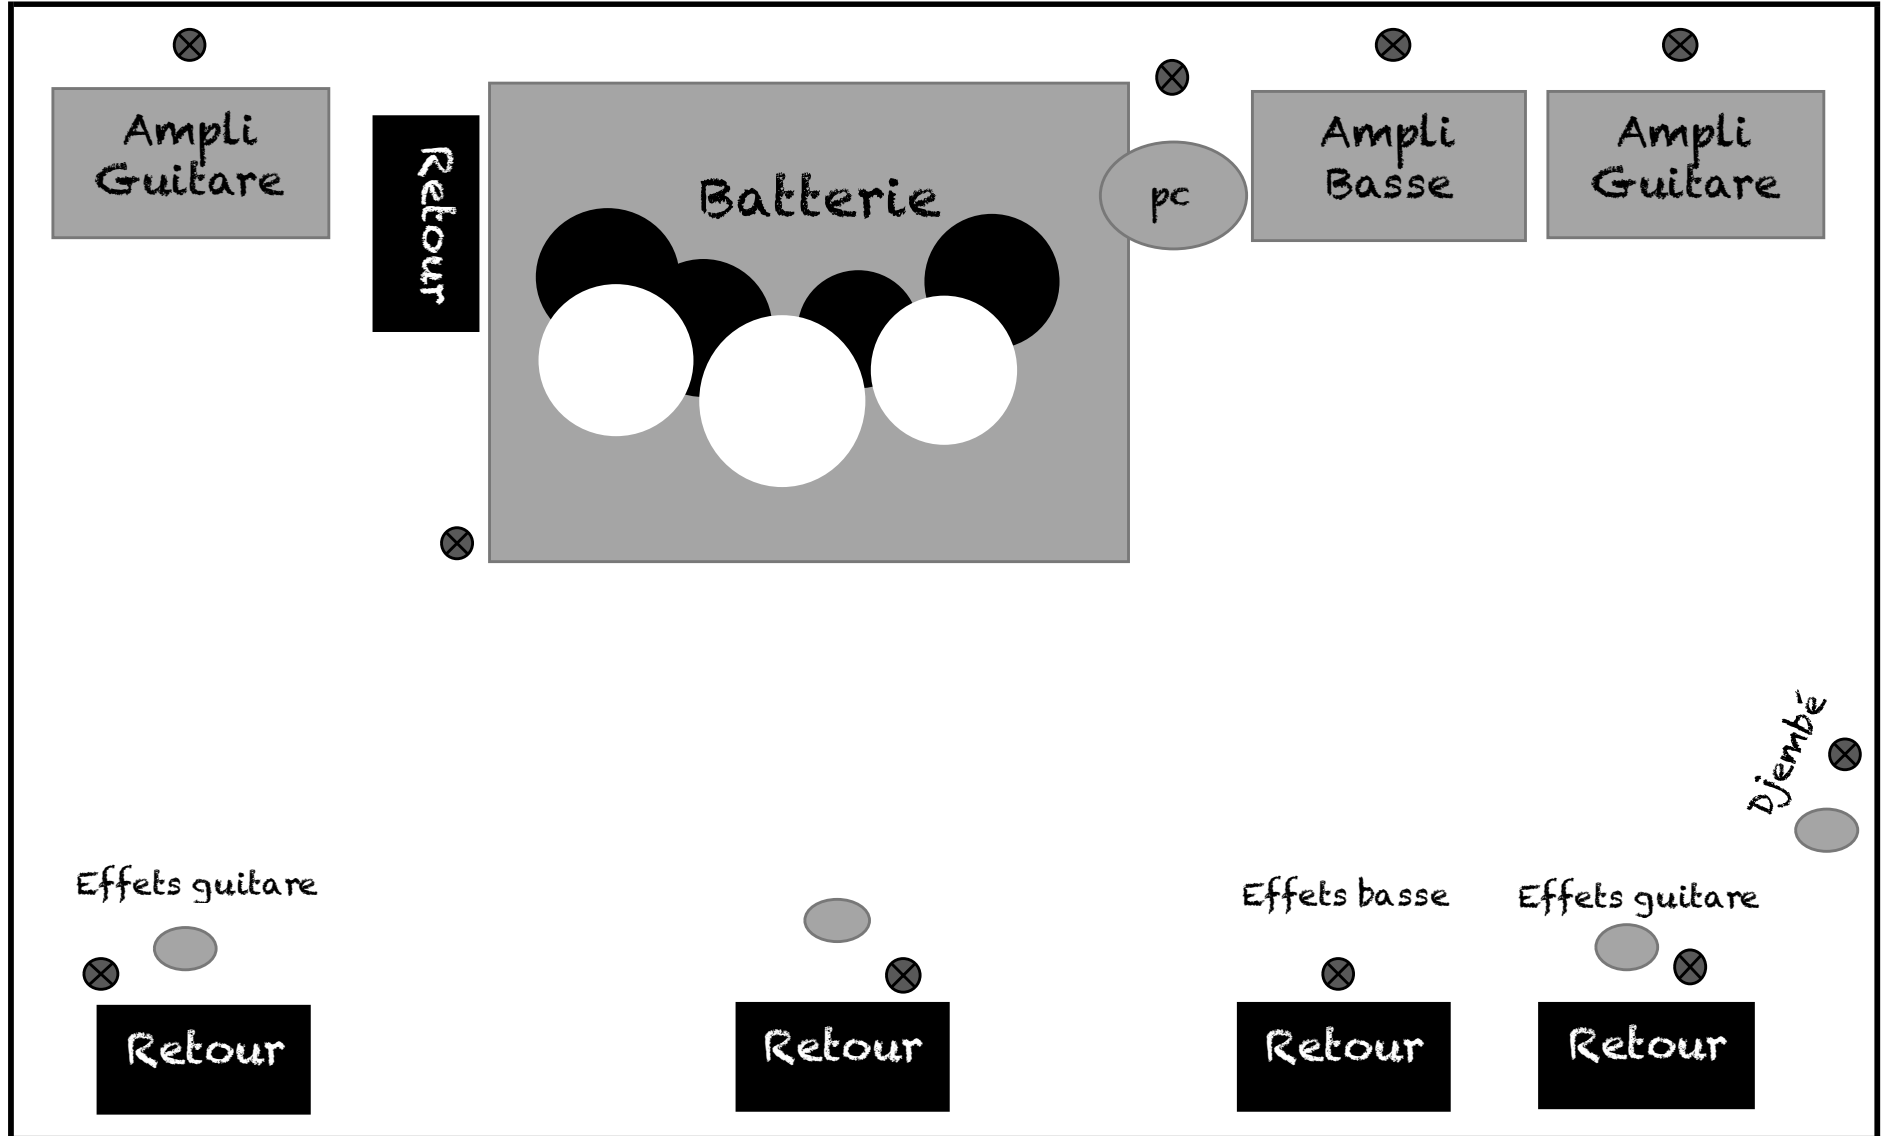 Ampli
Guitare
Retour
Batterie
pc
Ampli
Basse
Ampli
Guitare
Djembé
Effets guitare
Effets basse
Effets guitare
Retour
Retour
Retour
Retour